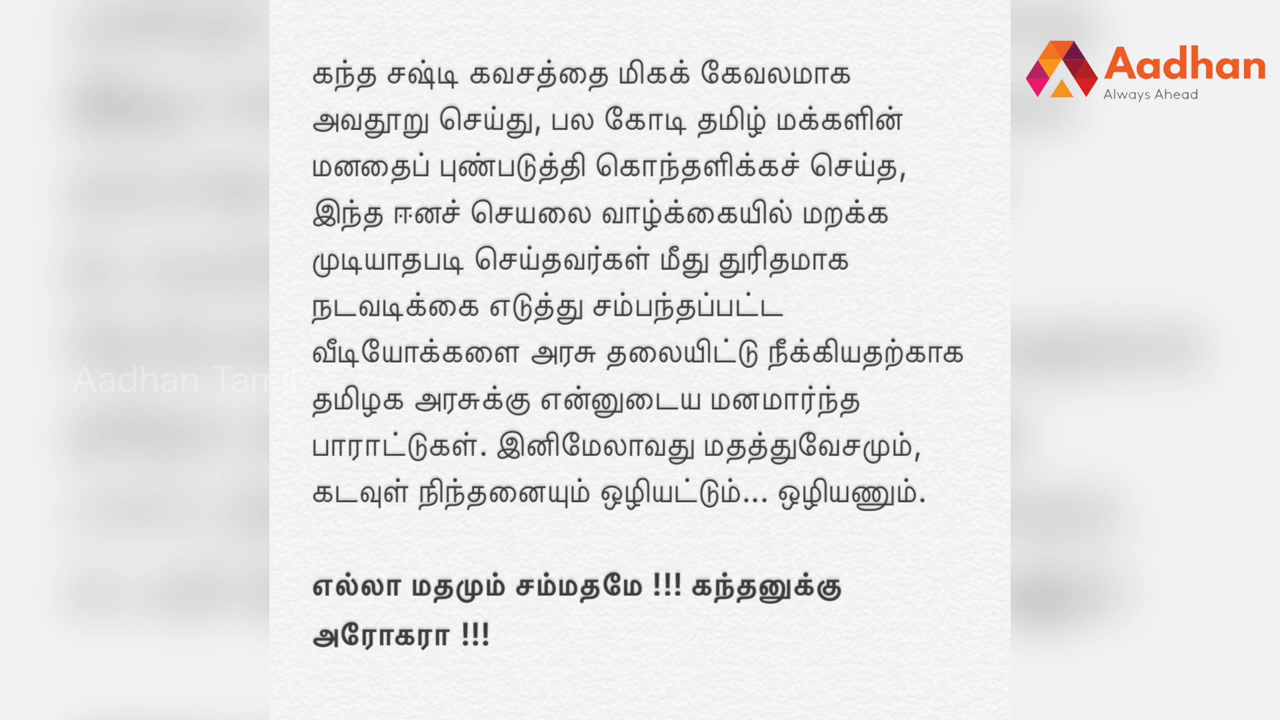 Aadhan
Always Ahead
கந்த சஷ்டி கவசத்தை மிகக் கேவலமாக
அவதூறு செய்து, பல கோடி தமிழ் மக்களின்
மனதைப் புண்படுத்தி கொந்தளிக்கச் செய்த,
இந்த ஈனச் செயலை வாழ்க்கையில் மறக்க
முடியாதபடி செய்தவர்கள் மீது துரிதமாக
நடவடிக்கை எடுத்து சம்பந்தப்பட்ட
வீடியோக்களை அரசு தலையிட்டு நீக்கியதற்காக
தமிழக அரசுக்கு என்னுடைய மனமார்ந்த
பாராட்டுகள். இனிமேலாவது மதத்துவேசமும்,
கடவுள் நிந்தனையும் ஒழியட்டும்... ஒழியணும்.
எல்லா மதமும் சம்மதமே !!! கந்தனுக்கு
அரோகரா !!!
Aadhan Tamil